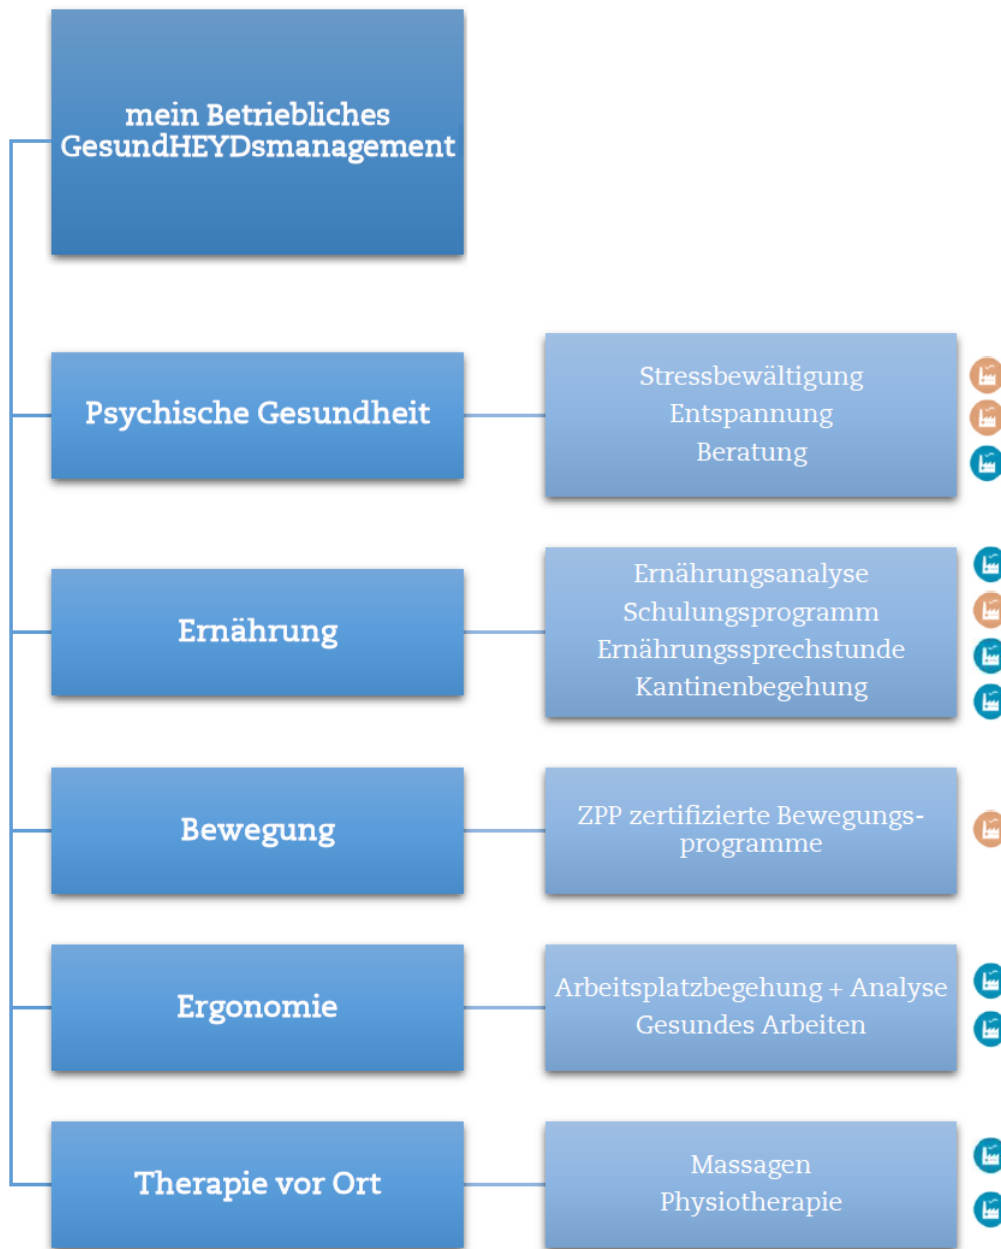 mein Betriebliches
GesundHEYDsmanagement
Psychische Gesundheit
Stressbewältigung
Entspannung
Beratung
Ernährung
Ernährungsanalyse
Schulungsprogramm
Ernährungssprechstunde
Kantinenbegehung
Bewegung
ZPP zertifizierte Bewegungs-
programme
Ergonomie
Arbeitsplatzbegehung + Analyse
Gesundes Arbeiten
Therapie vor Ort
Massagen
Physiotherapie